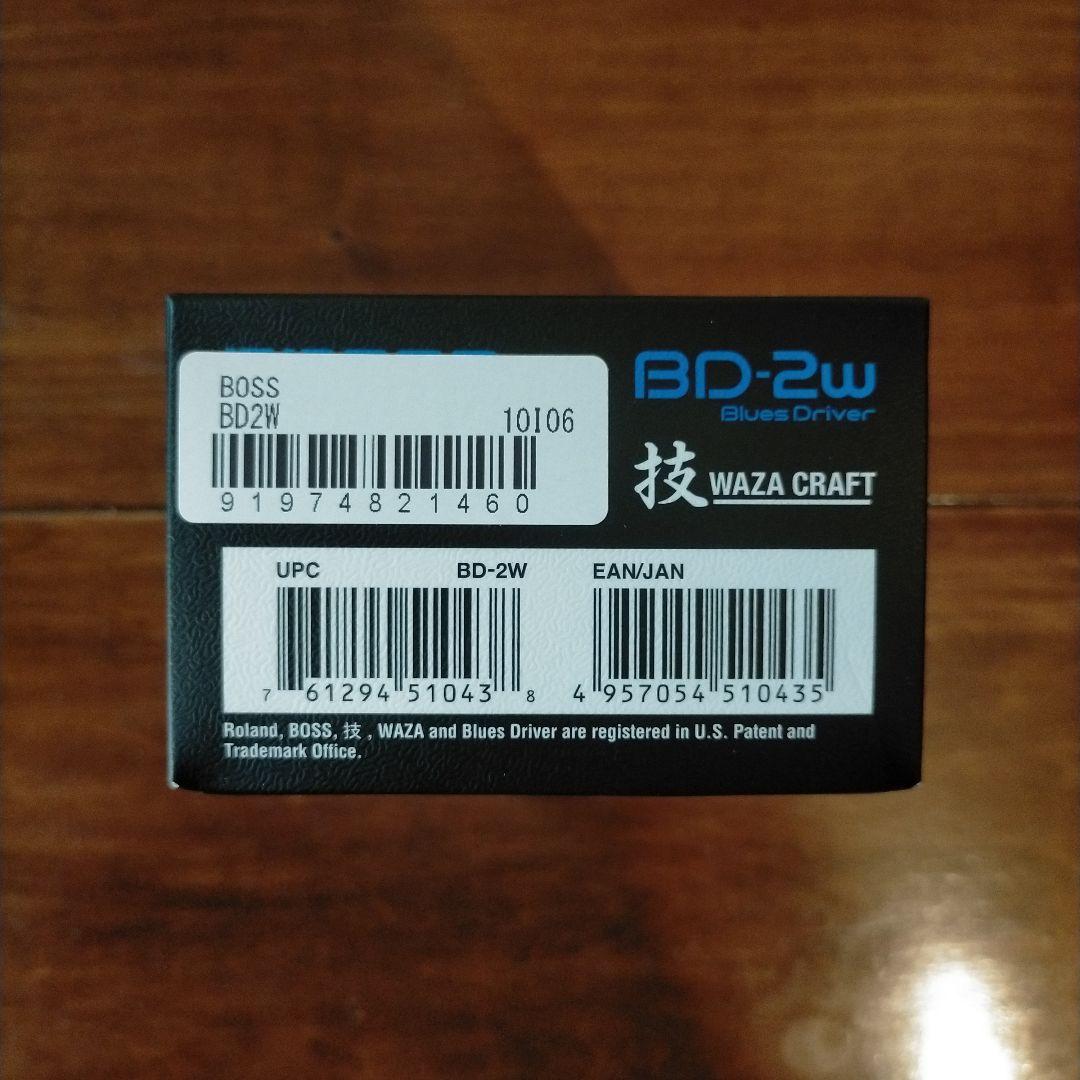 BOSS
BD2W 10I06
91974821460
BD-2w
Blues Driver
技 WAZA CRAFT
UPC BD-2W EAN/JAN
7 61294 51043 8 4 957054 510435
Roland, BOSS, 技 , WAZA and Blues Driver are registered in U.S. Patent and
Trademark Office.